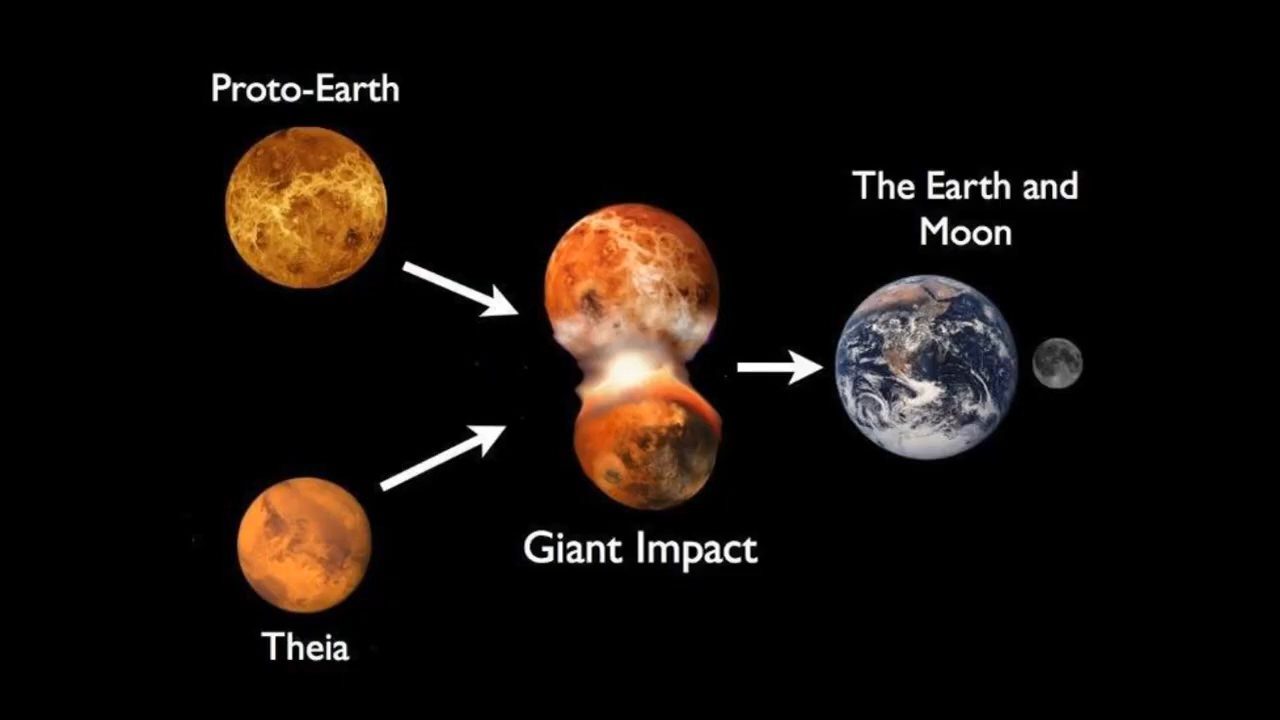 Proto-Earth
Theia
Giant Impact
The Earth and
Moon